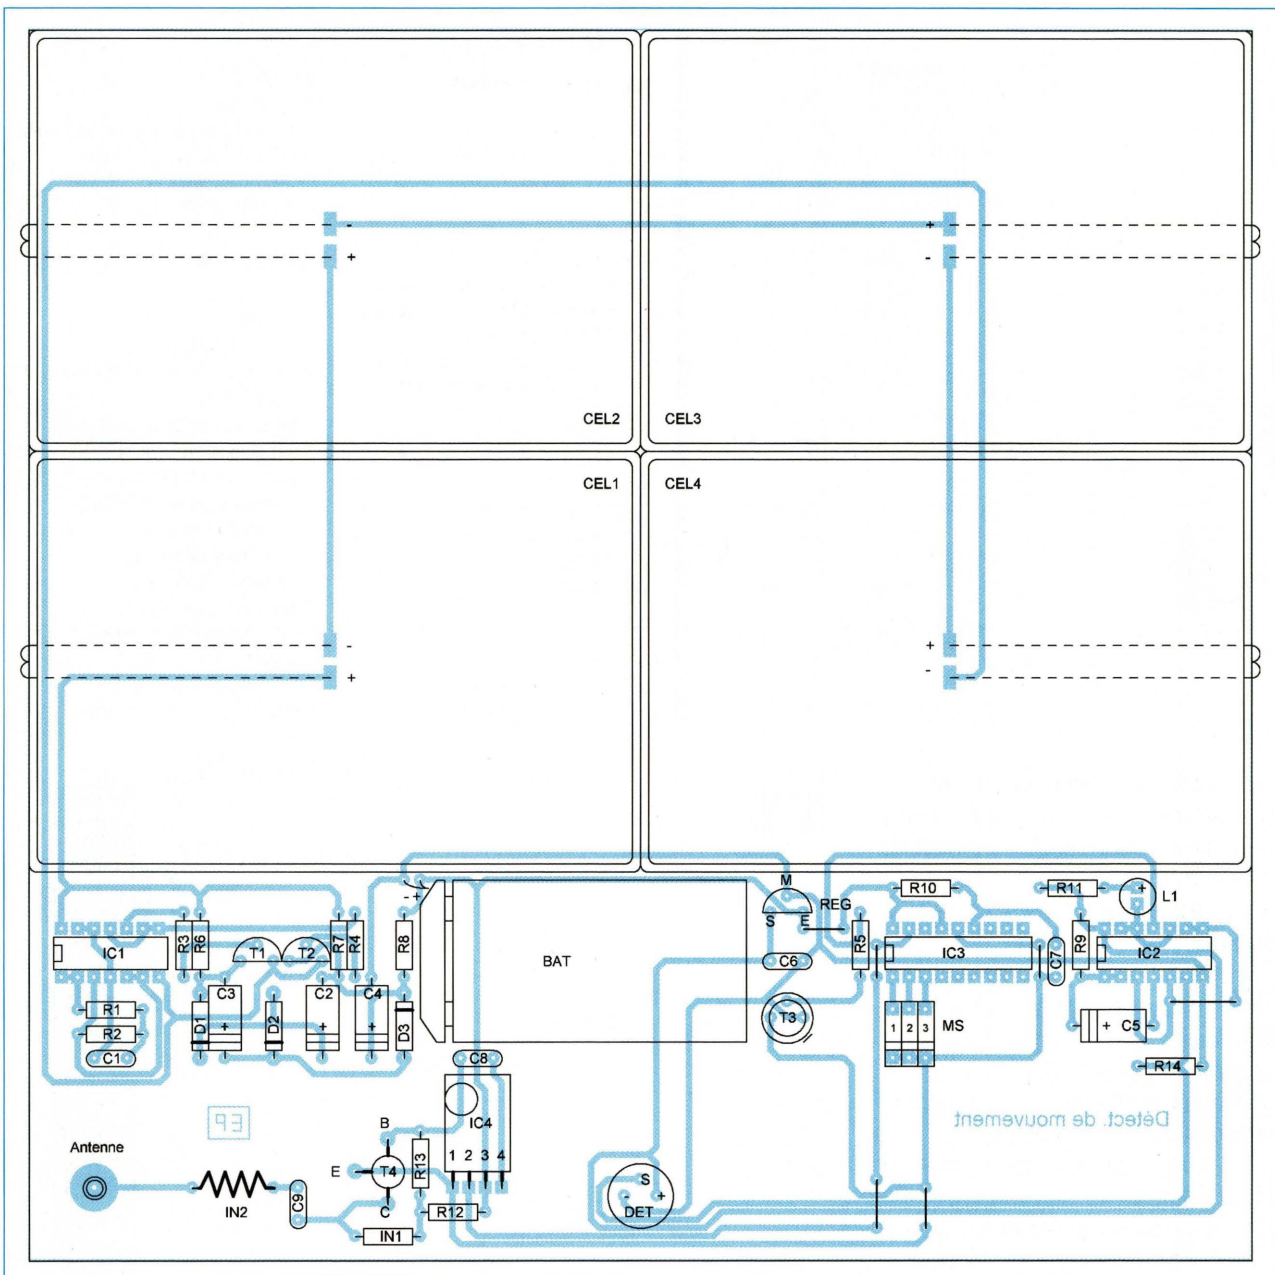 - +
+ -
CEL2 CEL3
CEL1 CEL4
- +
+ -
M
- + S E REG R10 R11 + L1
IC1 R3 R6 T1 T2 R7 R4 R8 BAT R5 IC3 C7 R9 IC2
C6
R1 C3 C2 C4
R2 D1 + D2 + + D3 T3 1 2 3 MS + C5
C1 C8 R14
EP IC4 Détect. de mouvement
B
Antenne 1 2 3 4
E T4 R13 S
- +
IN2 C9 C R12 DET
IN1